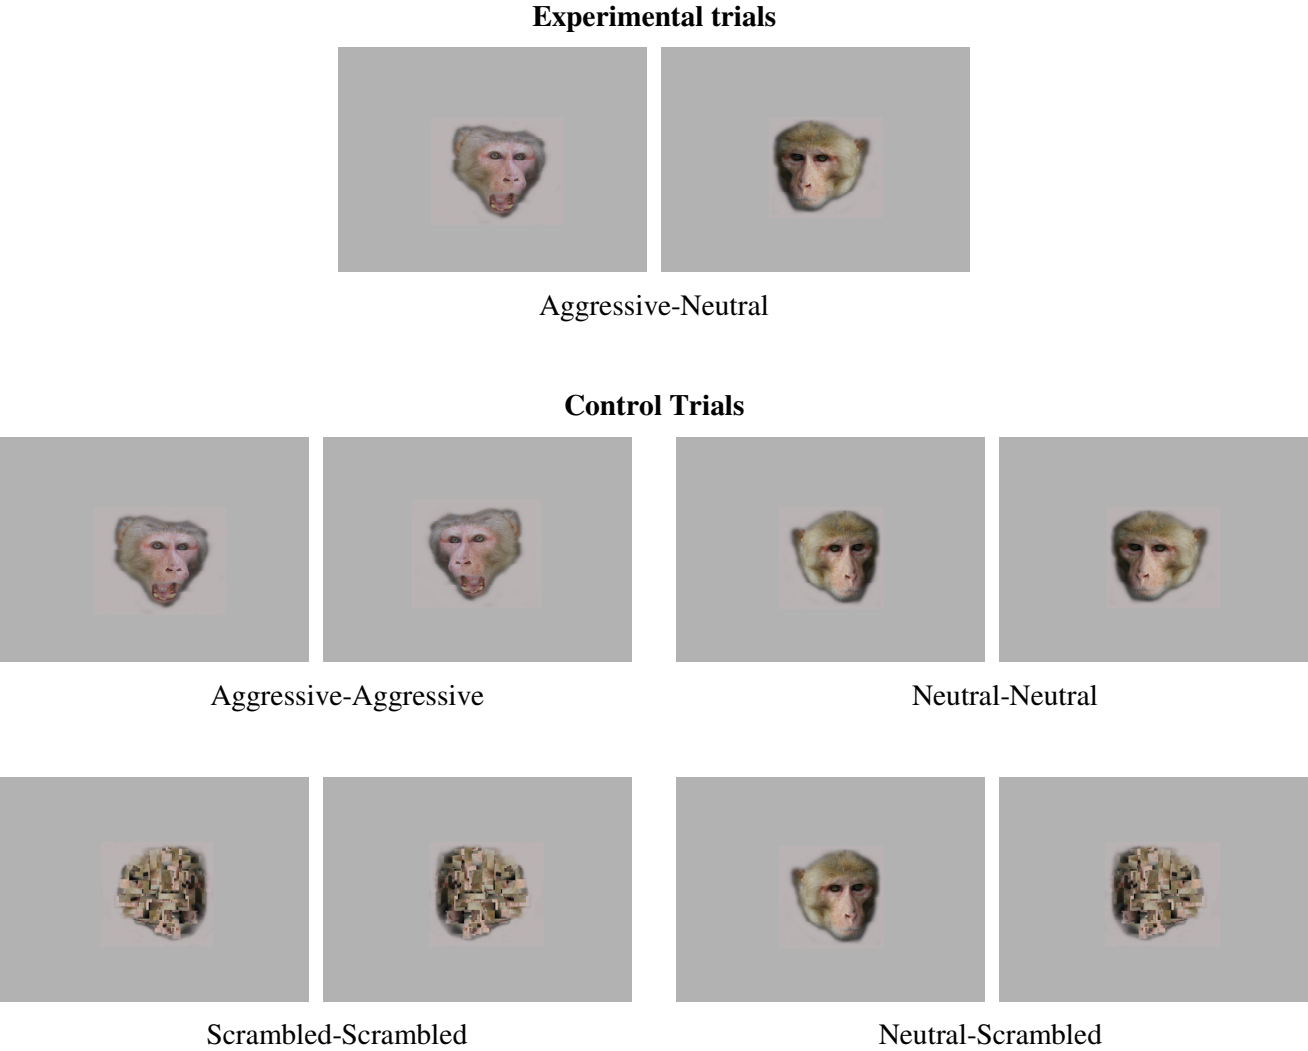 Experimental trials
Aggressive-Neutral
Control Trials
Aggressive-Aggressive
Neutral-Neutral
Scrambled-Scrambled
Neutral-Scrambled